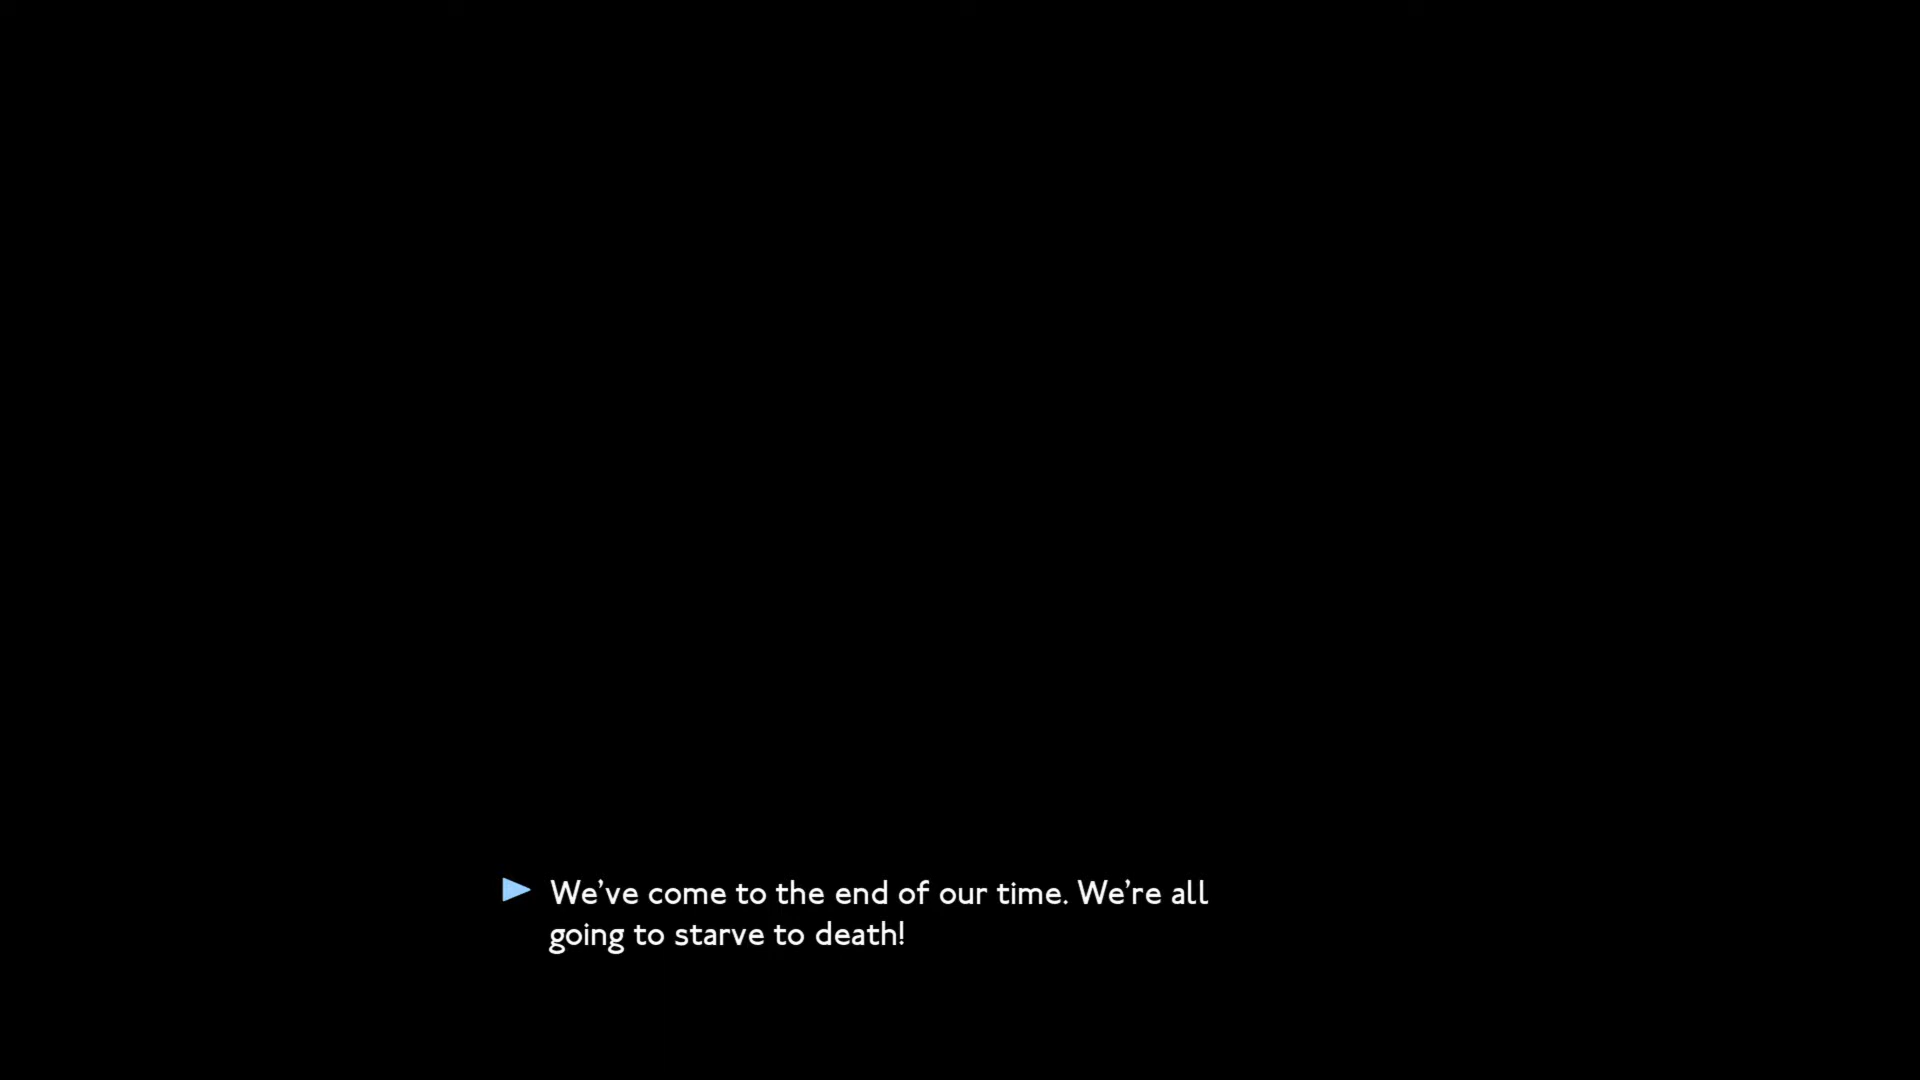 We’ve come to the end of our time. We’re all
going to starve to death!